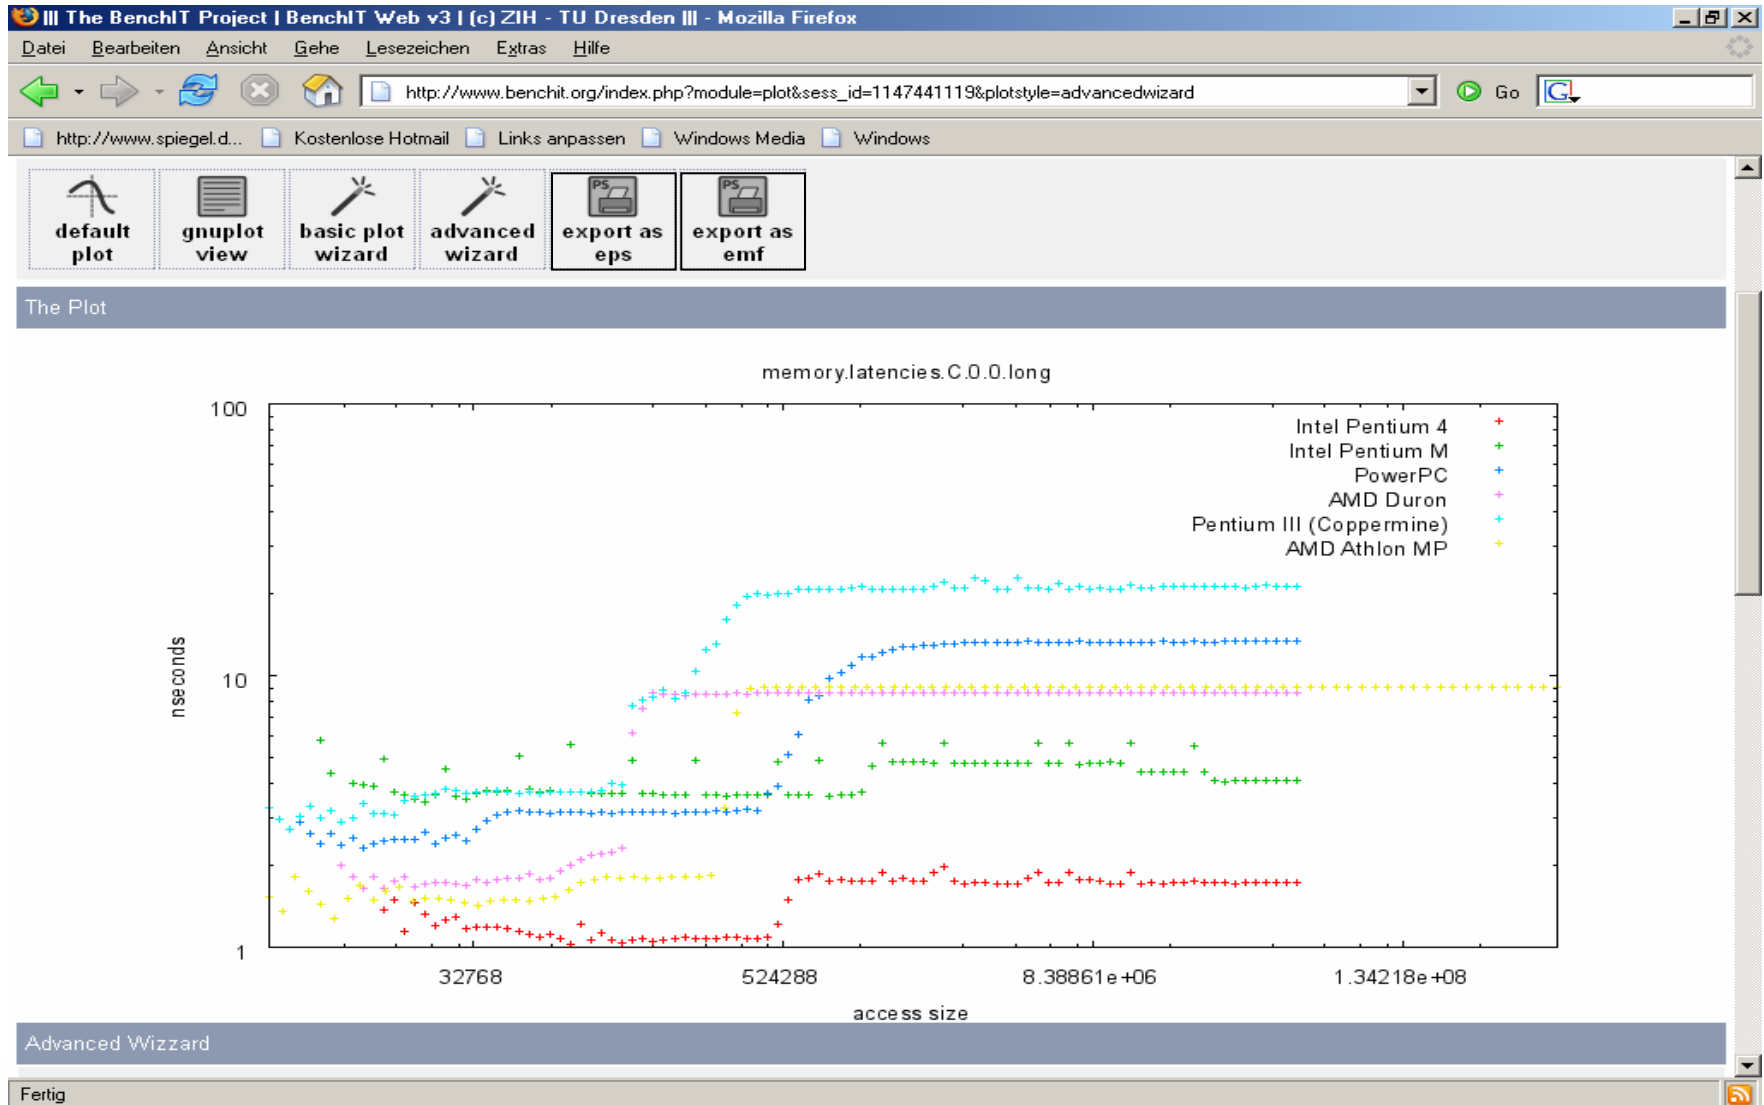 ||| The BenchIT Project | BenchIT Web v3 | (c) ZIH - TU Dresden ||| - Mozilla Firefox
Datei Bearbeiten Ansicht Gehe Lesezeichen Extras Hilfe
http://www.benchit.org/index.php?module=plot&sess_id=1147441119&plotstyle=advancedwizard Go G
http://www.spiegel.d... Kostenlose Hotmail Links anpassen Windows Media Windows
PS PS
default gnuplot basic plot advanced export as export as
plot view wizard wizard eps emf
The Plot
memory.latencies.C.0.0.long
100
Intel Pentium 4
Intel Pentium M
PowerPC
AMD Duron
Pentium III (Coppermine)
AMD Athlon MP
nseconds
10
1
32768 524288 8.38861e+06 1.34218e+08
access size
Advanced Wizzard
Fertig